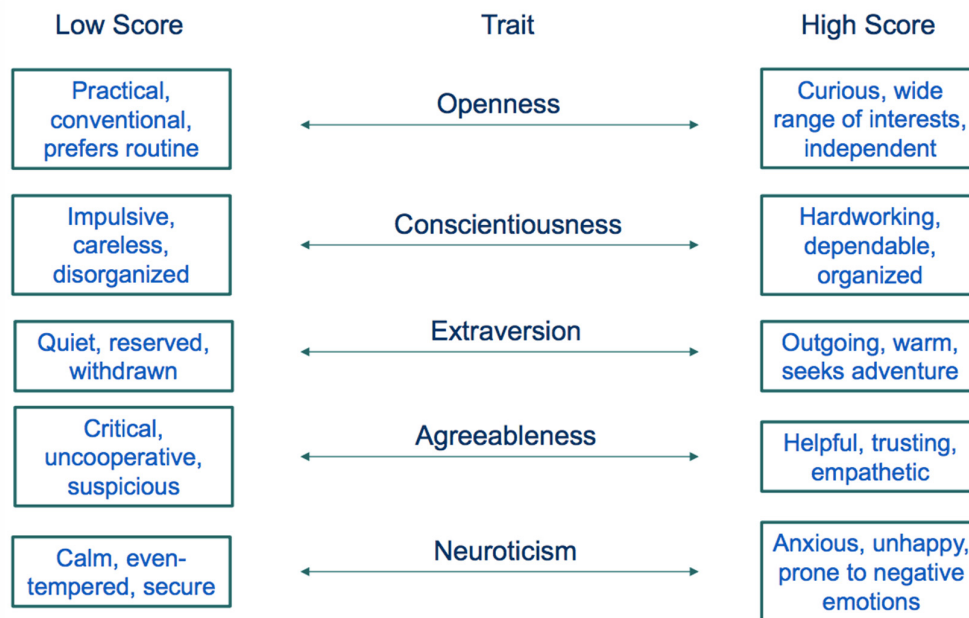 Low Score
Trait
High Score
Practical,
conventional,
prefers routine
Openness
Curious, wide
range of interests,
independent
Impulsive,
careless,
disorganized
Conscientiousness
Hardworking,
dependable,
organized
Quiet, reserved,
withdrawn
Extraversion
Outgoing, warm,
seeks adventure
Critical,
uncooperative,
suspicious
Agreeableness
Helpful, trusting,
empathetic
Calm, even-
tempered, secure
Neuroticism
Anxious, unhappy,
prone to negative
emotions